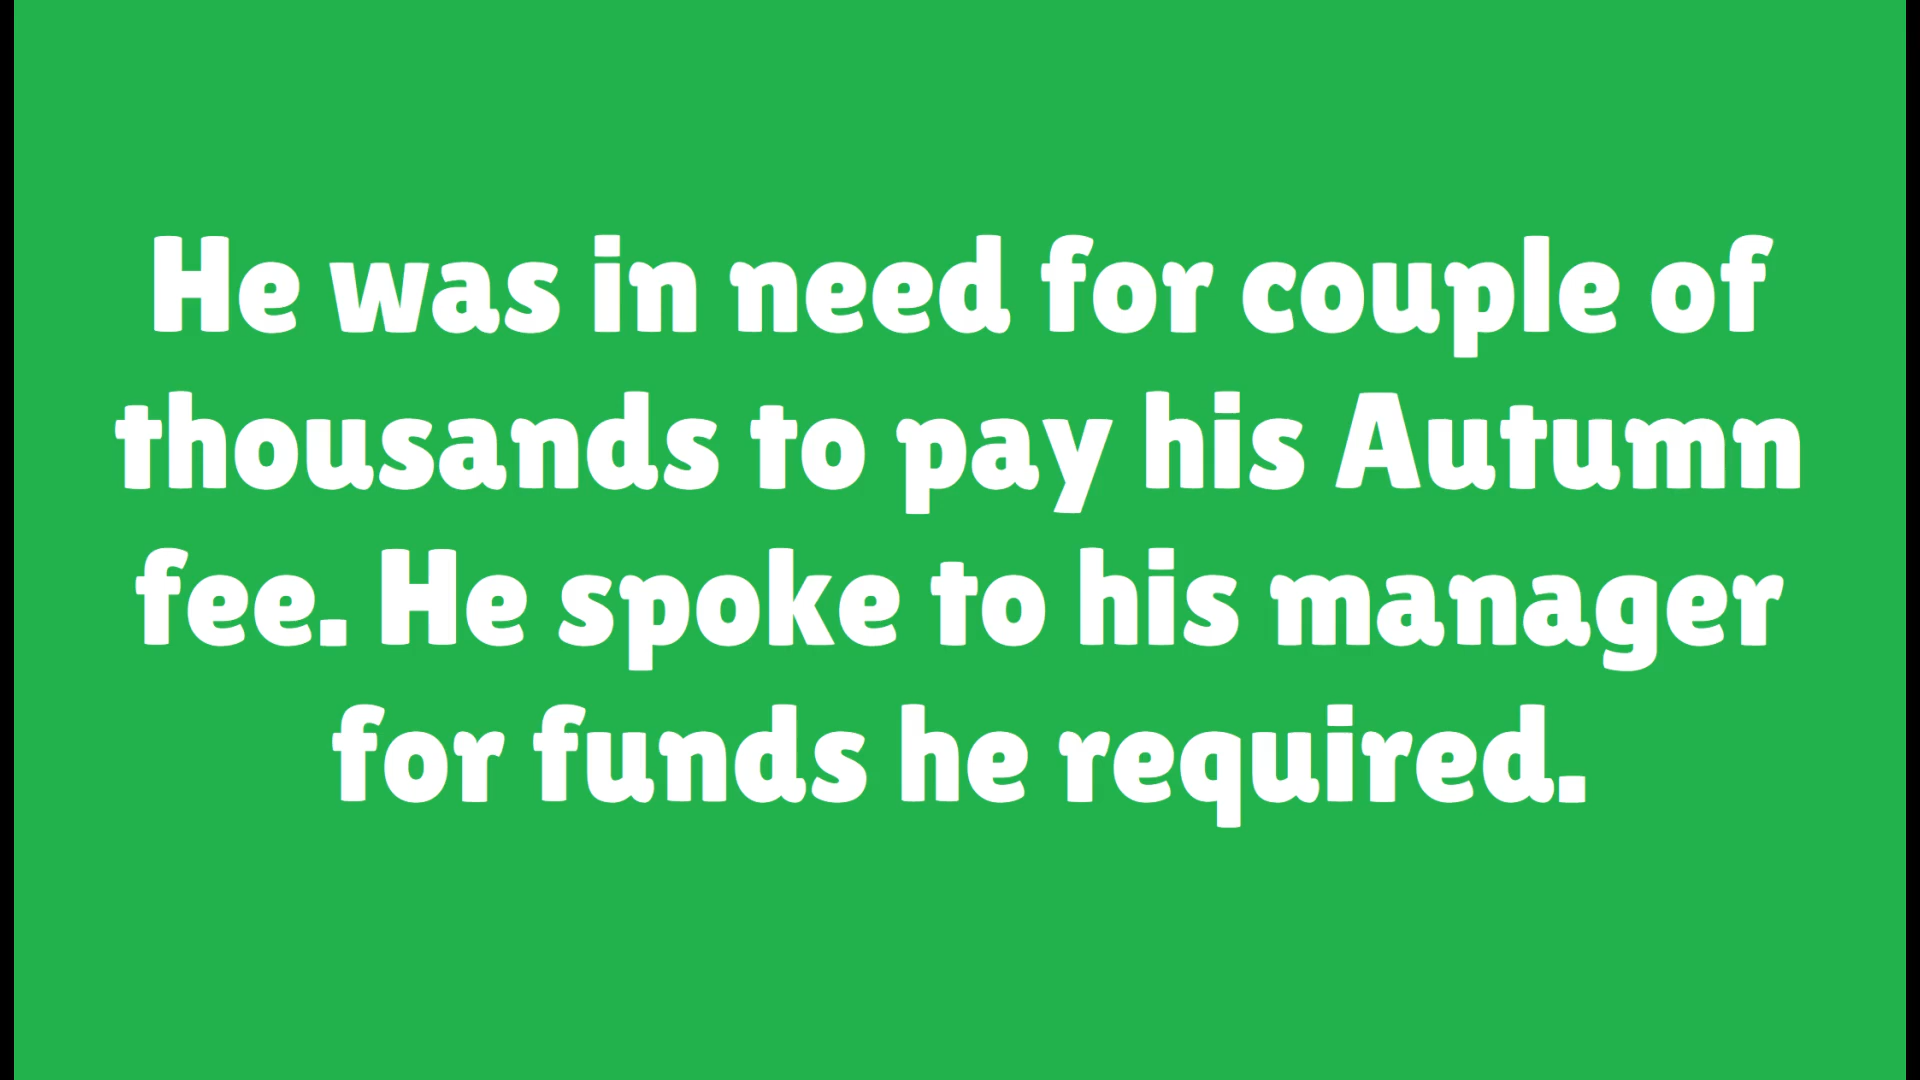 He was in need for couple of
thousands to pay his Autumn
fee. He spoke to his manager
for funds he required.